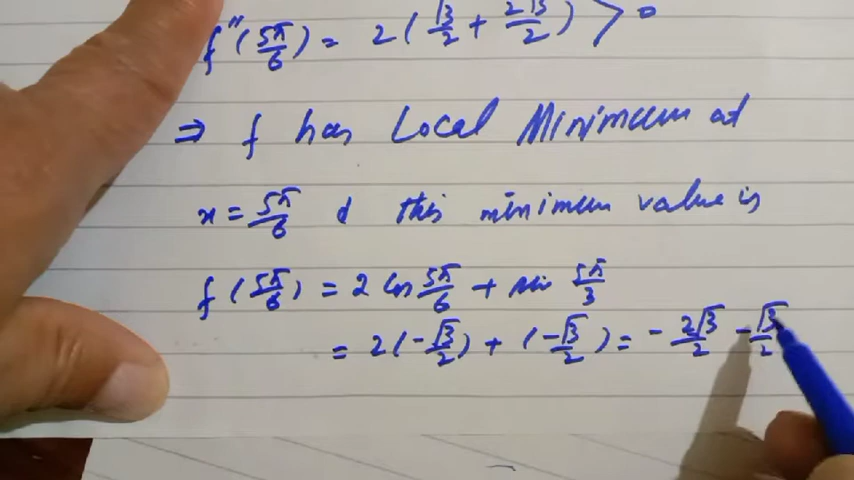 f''(5π/6) = 2(√3/2 + 2√3/2) > 0
⇒ f has Local Minimum at
x = 5π/6 & this minimum value is
f(5π/6) = 2 cos 5π/6 + sin 5π/3
= 2(-√3/2) + (-√3/2) = - 2√3/2 - √3/2